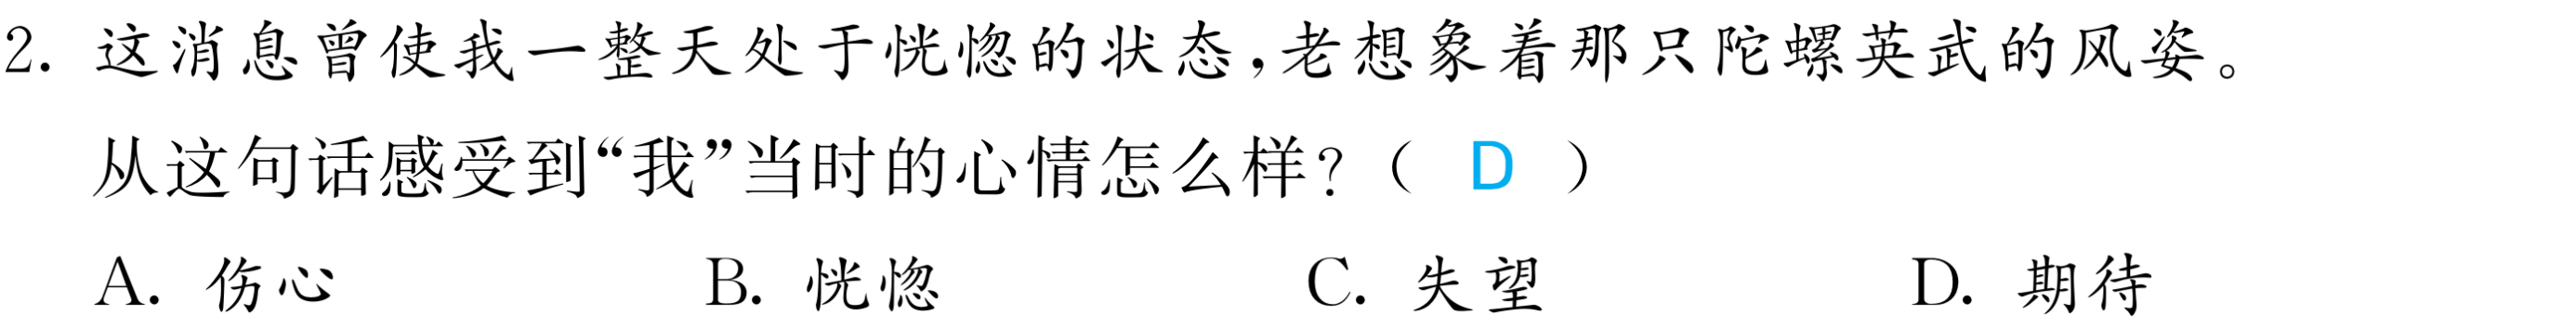 2. 这消息曾使我一整天处于恍惚的状态,老想象着那只陀螺英武的风姿。
从这句话感受到“我”当时的心情怎么样?( D )
A. 伤心 B. 恍惚 C. 失望 D. 期待